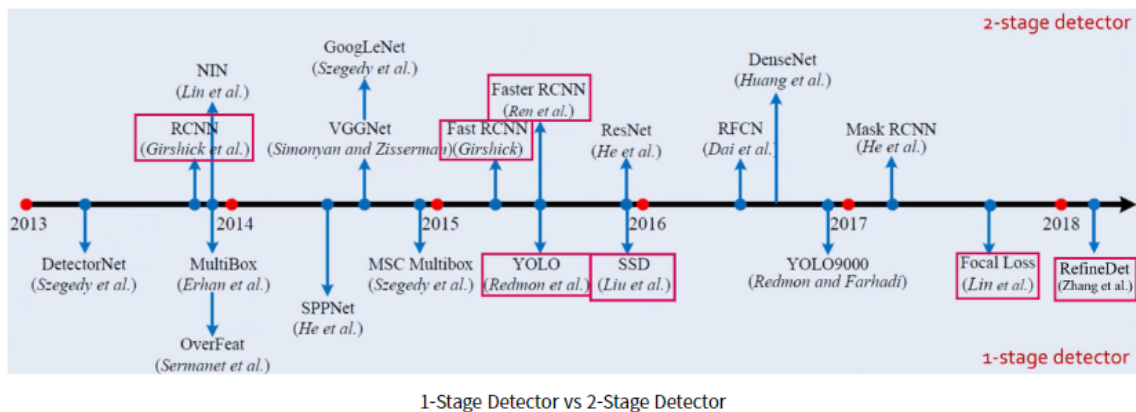 2-stage detector
GoogLeNet
(Szegedy et al.)
DenseNet
(Huang et al.)
NIN
(Lin et al.)
Faster RCNN
(Ren et al.)
RCNN
(Girshick et al.)
VGGNet
(Simonyan and Zisserman)
Fast RCNN
(Girshick)
ResNet
(He et al.)
RFCN
(Dai et al.)
Mask RCNN
(He et al.)
2013
2014
2015
2016
2017
2018
DetectorNet
(Szegedy et al.)
MultiBox
(Erhan et al.)
MSC Multibox
(Szegedy et al.)
YOLO
(Redmon et al.)
SSD
(Liu et al.)
YOLO9000
(Redmon and Farhadi)
Focal Loss
(Lin et al.)
RefineDet
(Zhang et al.)
SPPNet
(He et al.)
OverFeat
(Sermanet et al.)
1-stage detector
1-Stage Detector vs 2-Stage Detector